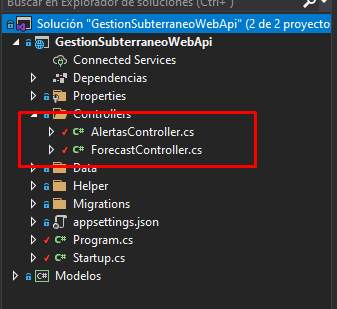 Buscar en Explorador de soluciones (Ctrl+¨)
Solución "GestionSubterraneoWebApi" (2 de 2 proyecto
GestionSubterraneoWebApi
Connected Services
Dependencias
Properties
Controllers
C# AlertasController.cs
C# ForecastController.cs
Data
Helper
Migrations
appsettings.json
C# Program.cs
C# Startup.cs
C# Modelos